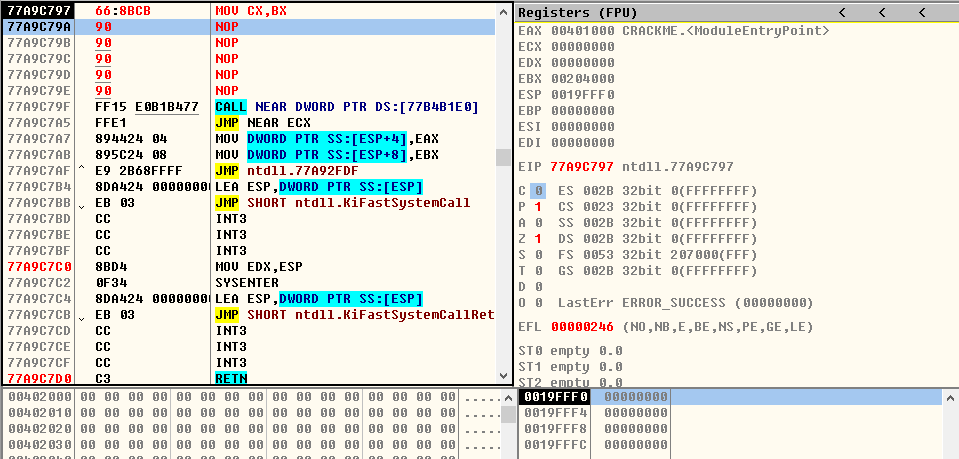 77A9C797 66:8BCB MOV CX,BX
77A9C79A 90 NOP
77A9C79B 90 NOP
77A9C79C 90 NOP
77A9C79D 90 NOP
77A9C79E 90 NOP
77A9C79F FF15 E0B1B477 CALL NEAR DWORD PTR DS:[77B4B1E0]
77A9C7A5 FFE1 JMP NEAR ECX
77A9C7A7 894424 04 MOV DWORD PTR SS:[ESP+4],EAX
77A9C7AB 895C24 08 MOV DWORD PTR SS:[ESP+8],EBX
77A9C7AF ^ E9 2B68FFFF JMP ntdll.77A92FDF
77A9C7B4 8DA424 00000000 LEA ESP,DWORD PTR SS:[ESP]
77A9C7BB ⌄ EB 03 JMP SHORT ntdll.KiFastSystemCall
77A9C7BD CC INT3
77A9C7BE CC INT3
77A9C7BF CC INT3
77A9C7C0 8BD4 MOV EDX,ESP
77A9C7C2 0F34 SYSENTER
77A9C7C4 8DA424 00000000 LEA ESP,DWORD PTR SS:[ESP]
77A9C7CB ⌄ EB 03 JMP SHORT ntdll.KiFastSystemCallRet
77A9C7CD CC INT3
77A9C7CE CC INT3
77A9C7CF CC INT3
77A9C7D0 C3 RETN
Registers (FPU) < < <
EAX 00401000 CRACKME.<ModuleEntryPoint>
ECX 00000000
EDX 00000000
EBX 00204000
ESP 0019FFF0
EBP 00000000
ESI 00000000
EDI 00000000
EIP 77A9C797 ntdll.77A9C797
C 0 ES 002B 32bit 0(FFFFFFFF)
P 1 CS 0023 32bit 0(FFFFFFFF)
A 0 SS 002B 32bit 0(FFFFFFFF)
Z 1 DS 002B 32bit 0(FFFFFFFF)
S 0 FS 0053 32bit 207000(FFF)
T 0 GS 002B 32bit 0(FFFFFFFF)
D 0
O 0 LastErr ERROR_SUCCESS (00000000)
EFL 00000246 (NO,NB,E,BE,NS,PE,GE,LE)
ST0 empty 0.0
ST1 empty 0.0
ST2 empty 0.0
00402000 00 00 00 00 00 00 00 00 00 00 00 00 00 00 00 00 .....
00402010 00 00 00 00 00 00 00 00 00 00 00 00 00 00 00 00 .....
00402020 00 00 00 00 00 00 00 00 00 00 00 00 00 00 00 00 .....
00402030 00 00 00 00 00 00 00 00 00 00 00 00 00 00 00 00 .....
0019FFF0 00000000
0019FFF4 00000000
0019FFF8 00000000
0019FFFC 00000000